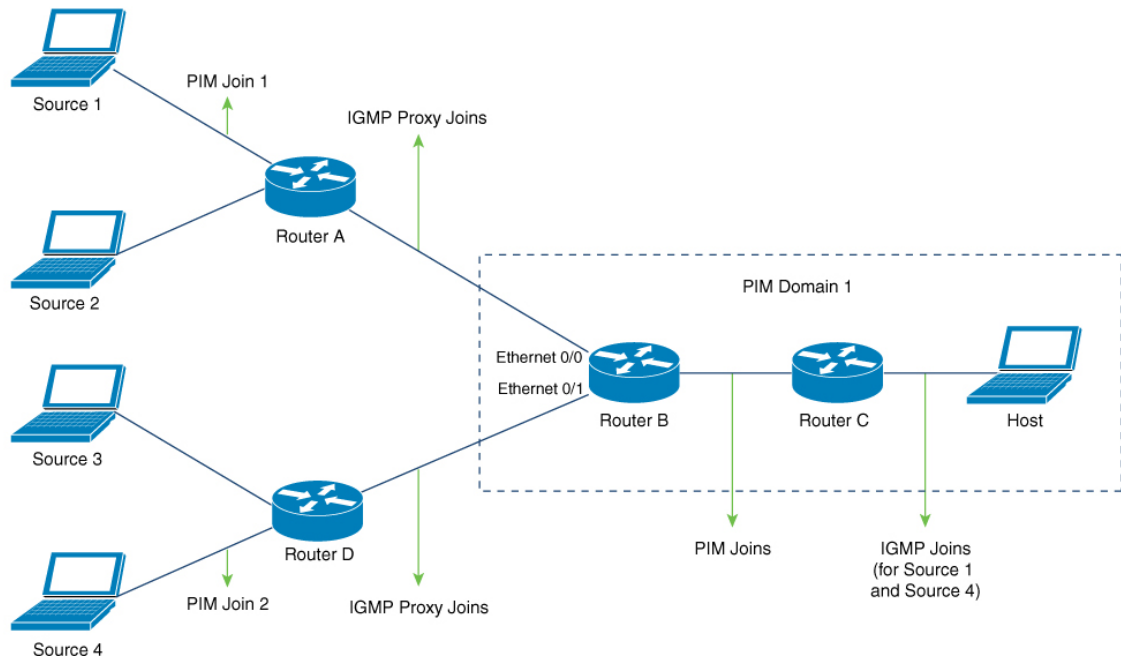 Source 1
PIM Join 1
IGMP Proxy Joins
Router A
Source 2
PIM Domain 1
Ethernet 0/0
Ethernet 0/1
Router B
Router C
Host
Source 3
Router D
PIM Joins
IGMP Joins
(for Source 1
and Source 4)
PIM Join 2
IGMP Proxy Joins
Source 4